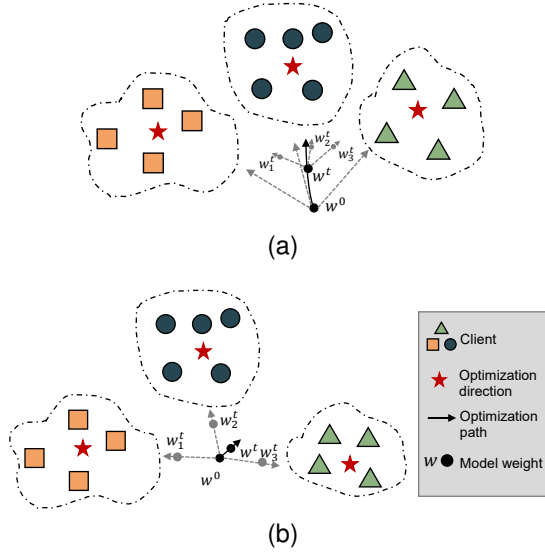 w_2^t
w_1^t
w_3^t
w^t
w^0
(a)
Client
Optimization
direction
Optimization
path
w Model weight
w_2^t
w_1^t
w^t w_3^t
w^0
(b)